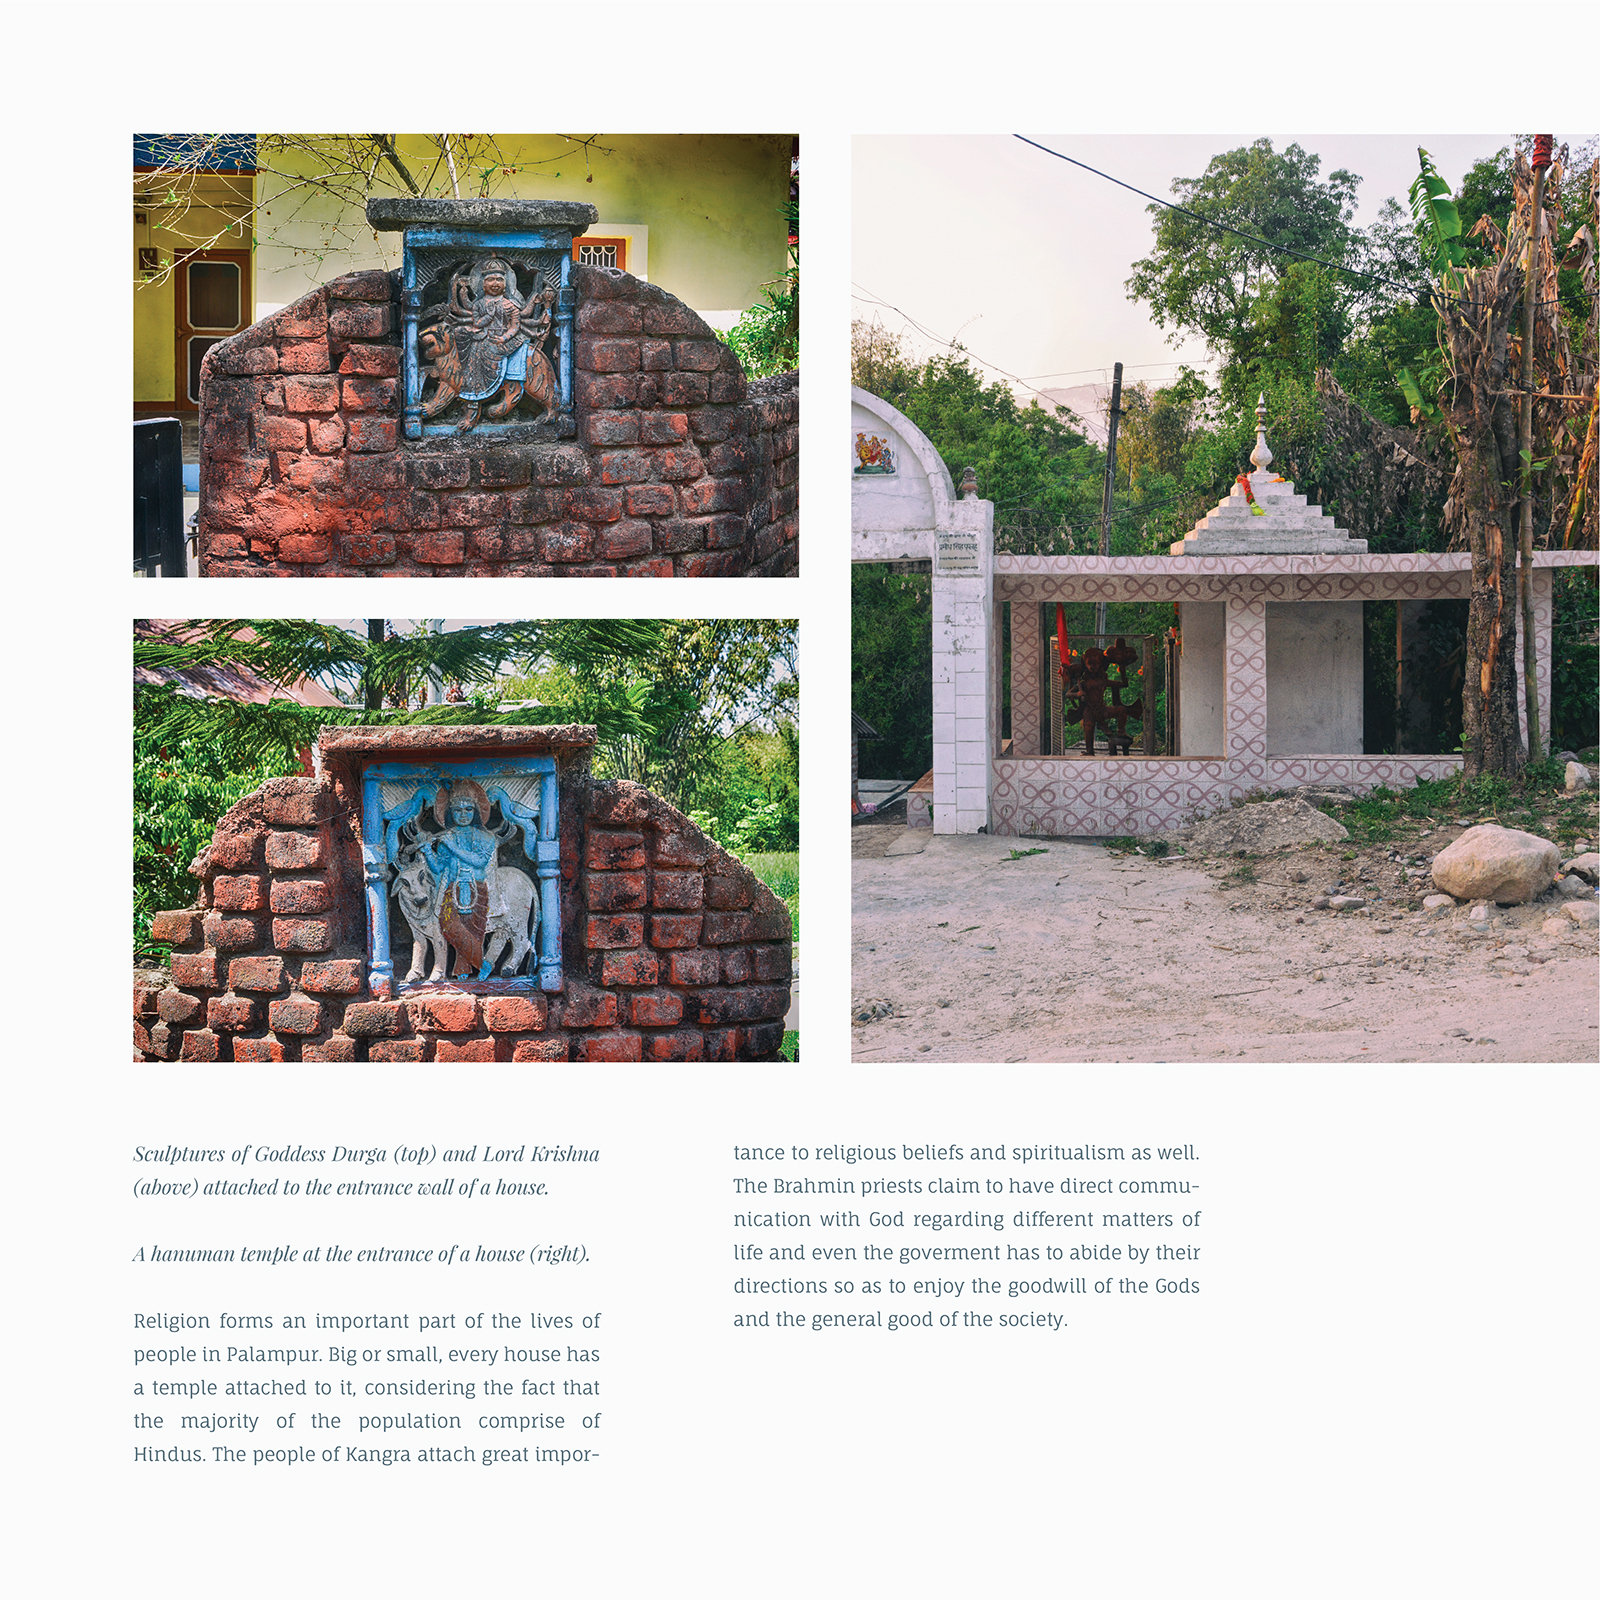 Sculptures of Goddess Durga (top) and Lord Krishna
(above) attached to the entrance wall of a house.
A hanuman temple at the entrance of a house (right).
Religion forms an important part of the lives of
people in Palampur. Big or small, every house has
a temple attached to it, considering the fact that
the majority of the population comprise of
Hindus. The people of Kangra attach great impor-
tance to religious beliefs and spiritualism as well.
The Brahmin priests claim to have direct commu-
nication with God regarding different matters of
life and even the goverment has to abide by their
directions so as to enjoy the goodwill of the Gods
and the general good of the society.